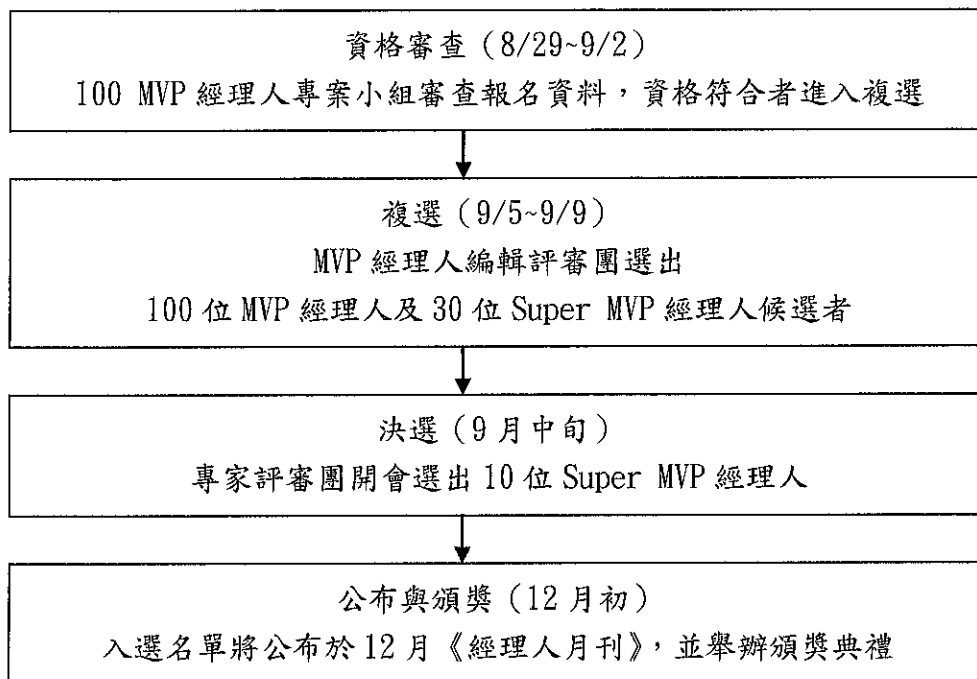 資格審查(8/29~9/2)
100 MVP 經理人專案小組審查報名資料,資格符合者進入複選
複選(9/5~9/9)
MVP 經理人編輯評審團選出
100 位 MVP 經理人及 30 位 Super MVP 經理人候選者
決選(9 月中旬)
專家評審團開會選出 10 位 Super MVP 經理人
公布與頒獎(12 月初)
入選名單將公布於 12 月《經理人月刊》,並舉辦頒獎典禮